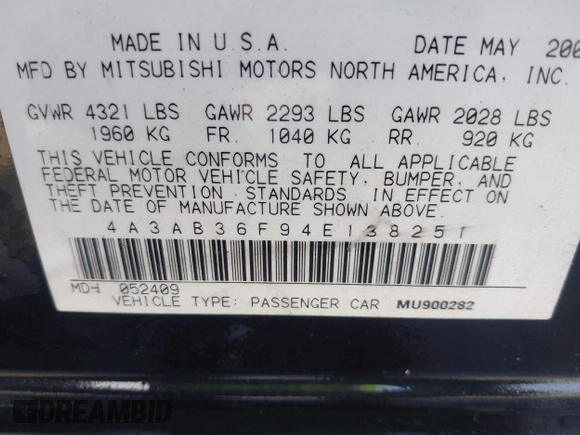 MADE IN U.S.A. DATE MAY 200
MFD BY MITSUBISHI MOTORS NORTH AMERICA, INC.
GVWR 4321 LBS GAWR 2293 LBS GAWR 2028 LBS
1960 KG FR. 1040 KG RR. 920 KG
THIS VEHICLE CONFORMS TO ALL APPLICABLE
FEDERAL MOTOR VEHICLE SAFETY, BUMPER, AND
THEFT PREVENTION STANDARDS IN EFFECT ON
THE DATE OF MANUFACTURE SHOWN ABOVE.
4A3AB36F94E138251
MDH 052409
VEHICLE TYPE: PASSENGER CAR MU900282
DREAMBID